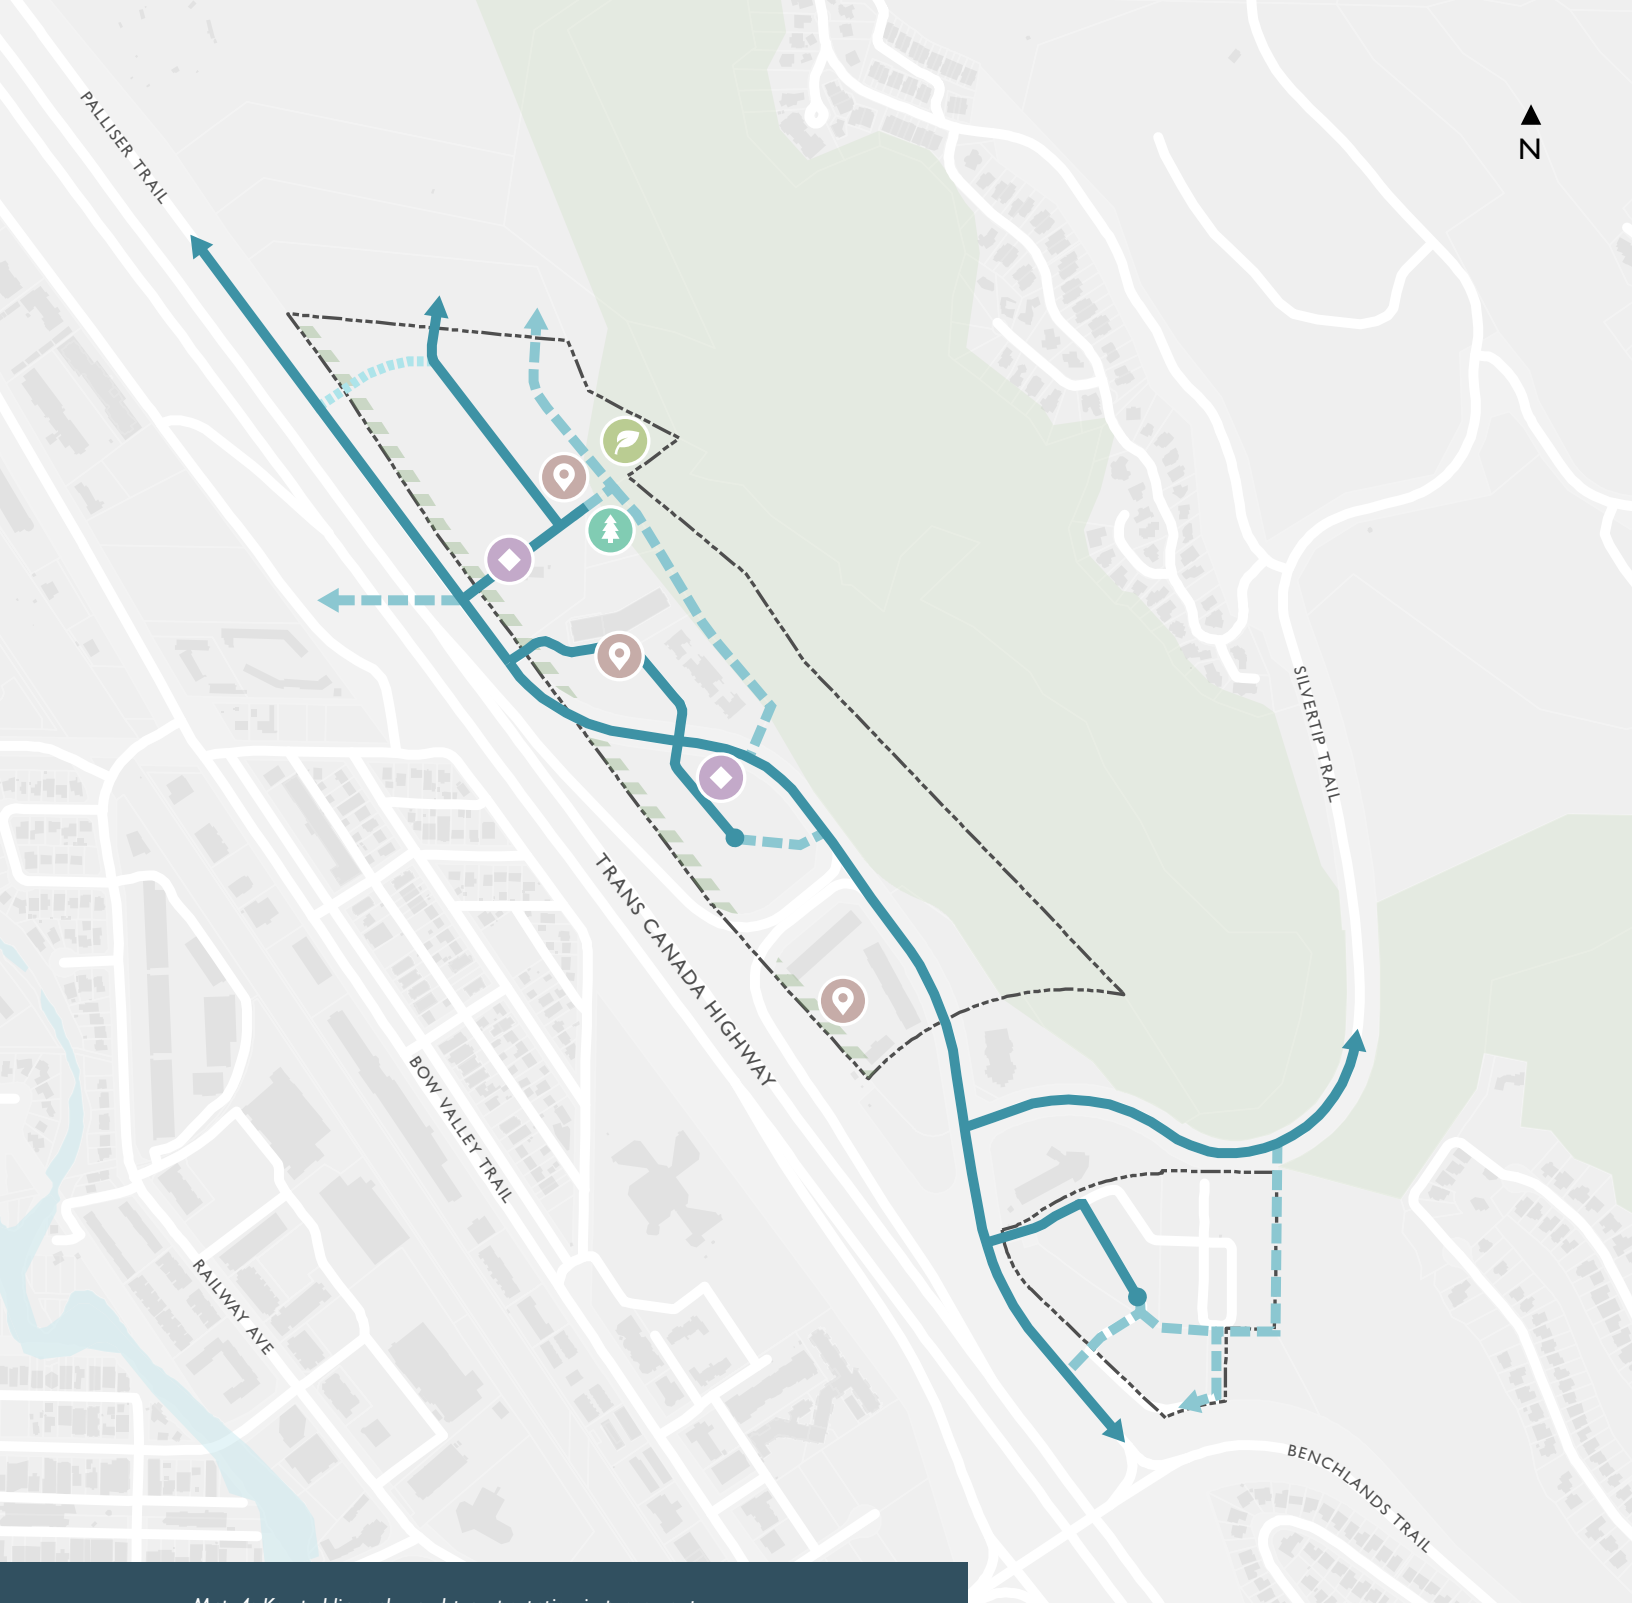 PALLISER TRAIL
N
SILVERTIP TRAIL
TRANS CANADA HIGHWAY
BOW VALLEY TRAIL
RAILWAY AVE
BENCHLANDS TRAIL